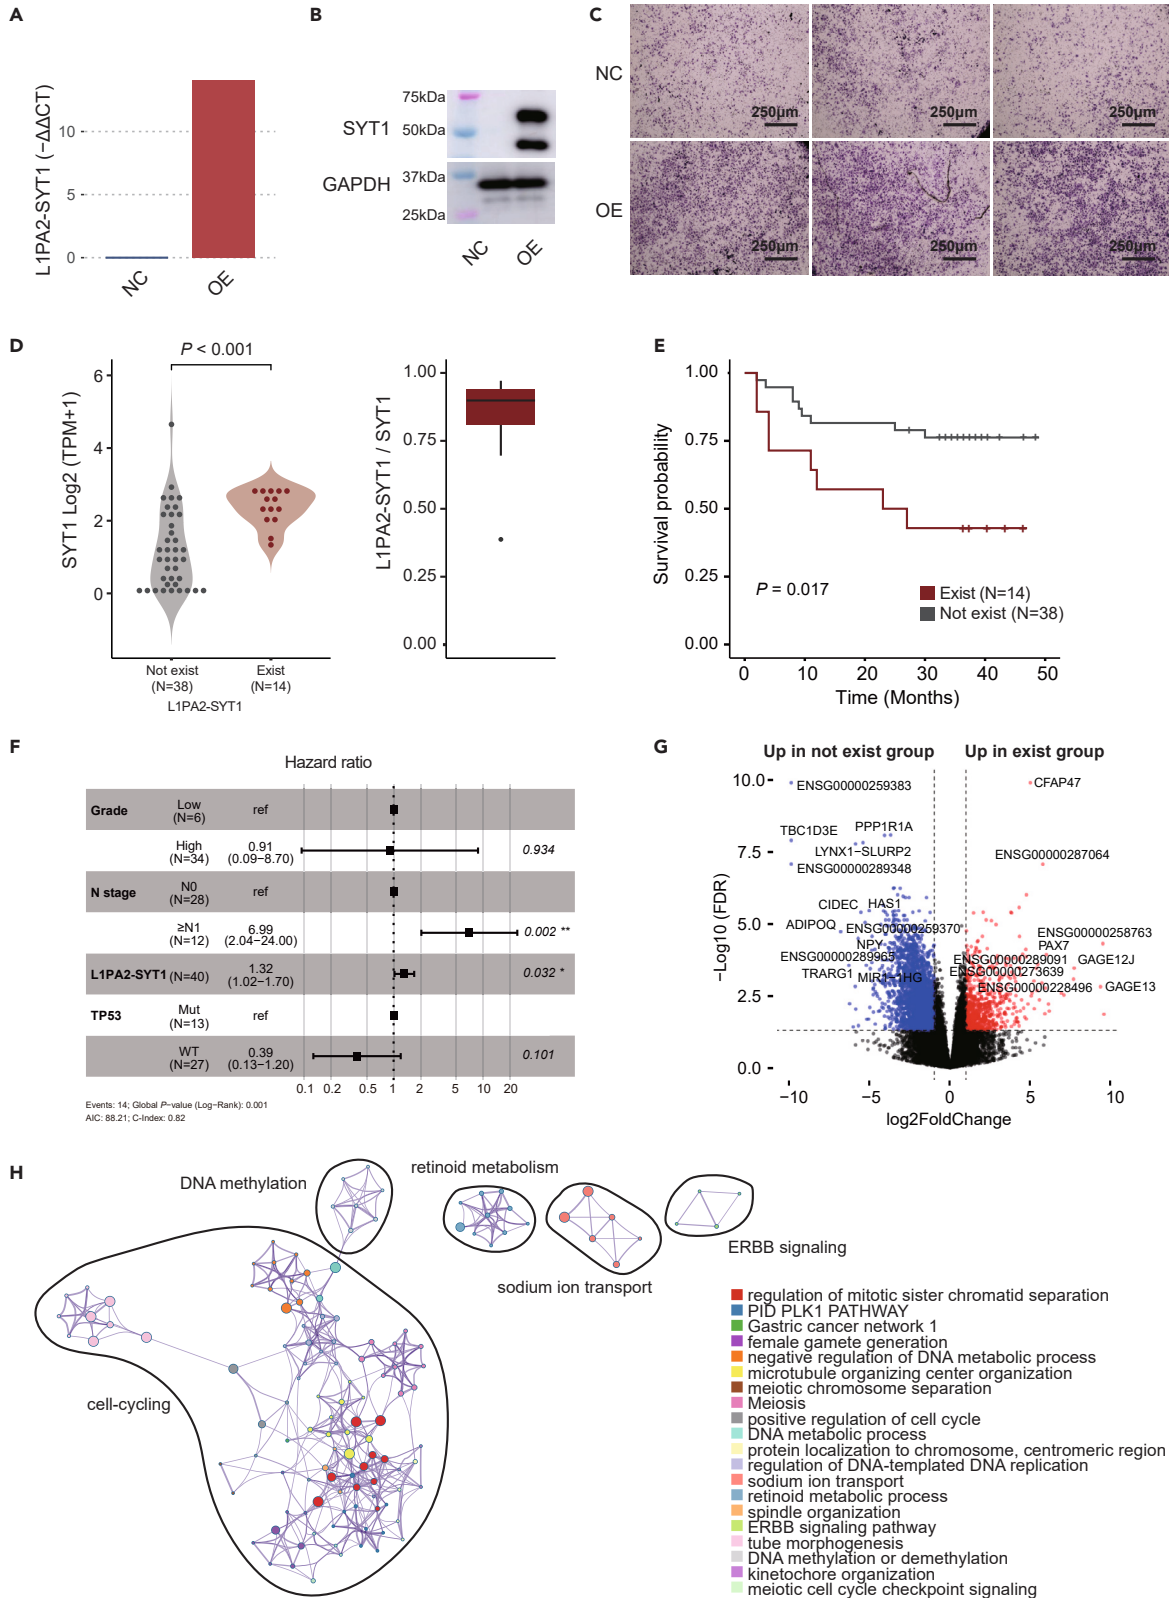 A
L1PA2-SYT1 (−ΔΔCT)
10
5
0
NC
OE
B
75kDa
SYT1
50kDa
GAPDH
37kDa
25kDa
NC
OE
C
NC
250μm
250μm
250μm
OE
250μm
250μm
250μm
D
P < 0.001
SYT1 Log2 (TPM+1)
6
4
2
0
Not exist
(N=38)
Exist
(N=14)
L1PA2-SYT1
L1PA2-SYT1 / SYT1
1.00
0.75
0.50
0.25
0.00
E
Survival probability
1.00
0.75
0.50
0.25
0.00
P = 0.017
Exist (N=14)
Not exist (N=38)
0 10 20 30 40 50
Time (Months)
F
Hazard ratio
Grade Low (N=6) ref
High (N=34) 0.91 (0.09−8.70) 0.934
N stage N0 (N=28) ref
≥N1 (N=12) 6.99 (2.04−24.00) 0.002 **
L1PA2-SYT1 (N=40) 1.32 (1.02−1.70) 0.032 *
TP53 Mut (N=13) ref
WT (N=27) 0.39 (0.13−1.20) 0.101
0.1 0.2 0.5 1 2 5 10 20
Events: 14; Global P−value (Log−Rank): 0.001
AIC: 88.21; C-Index: 0.82
G
Up in not exist group Up in exist group
−Log10 (FDR)
10.0
7.5
5.0
2.5
0.0
ENSG00000259383
CFAP47
TBC1D3E
PPP1R1A
LYNX1−SLURP2
ENSG00000287064
ENSG00000289348
CIDEC
HAS1
ADIPOQ
ENSG00000259370
ENSG00000258763
NPY
PAX7
ENSG00000289965
ENSG00000289091
GAGE12J
TRARG1
MIR1−1HG
ENSG00000273639
ENSG00000228496
GAGE13
−10 −5 0 5 10
log2FoldChange
H
DNA methylation
retinoid metabolism
ERBB signaling
sodium ion transport
cell-cycling
regulation of mitotic sister chromatid separation
PID PLK1 PATHWAY
Gastric cancer network 1
female gamete generation
negative regulation of DNA metabolic process
microtubule organizing center organization
meiotic chromosome separation
Meiosis
positive regulation of cell cycle
DNA metabolic process
protein localization to chromosome, centromeric region
regulation of DNA-templated DNA replication
sodium ion transport
retinoid metabolic process
spindle organization
ERBB signaling pathway
tube morphogenesis
DNA methylation or demethylation
kinetochore organization
meiotic cell cycle checkpoint signaling